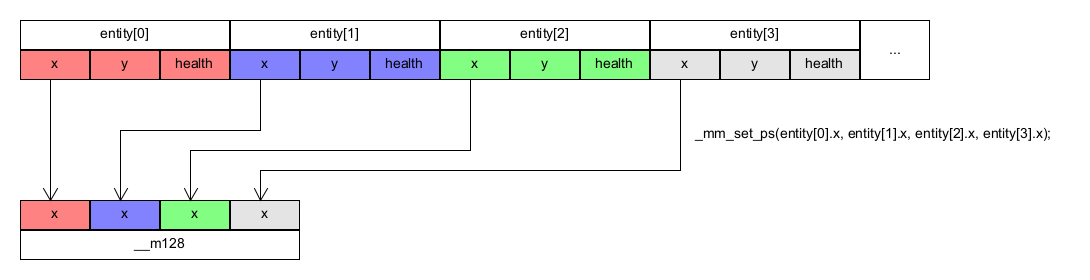 entity[0] entity[1] entity[2] entity[3] ...
x y health x y health x y health x y health
_mm_set_ps(entity[0].x, entity[1].x, entity[2].x, entity[3].x);
x x x x
__m128